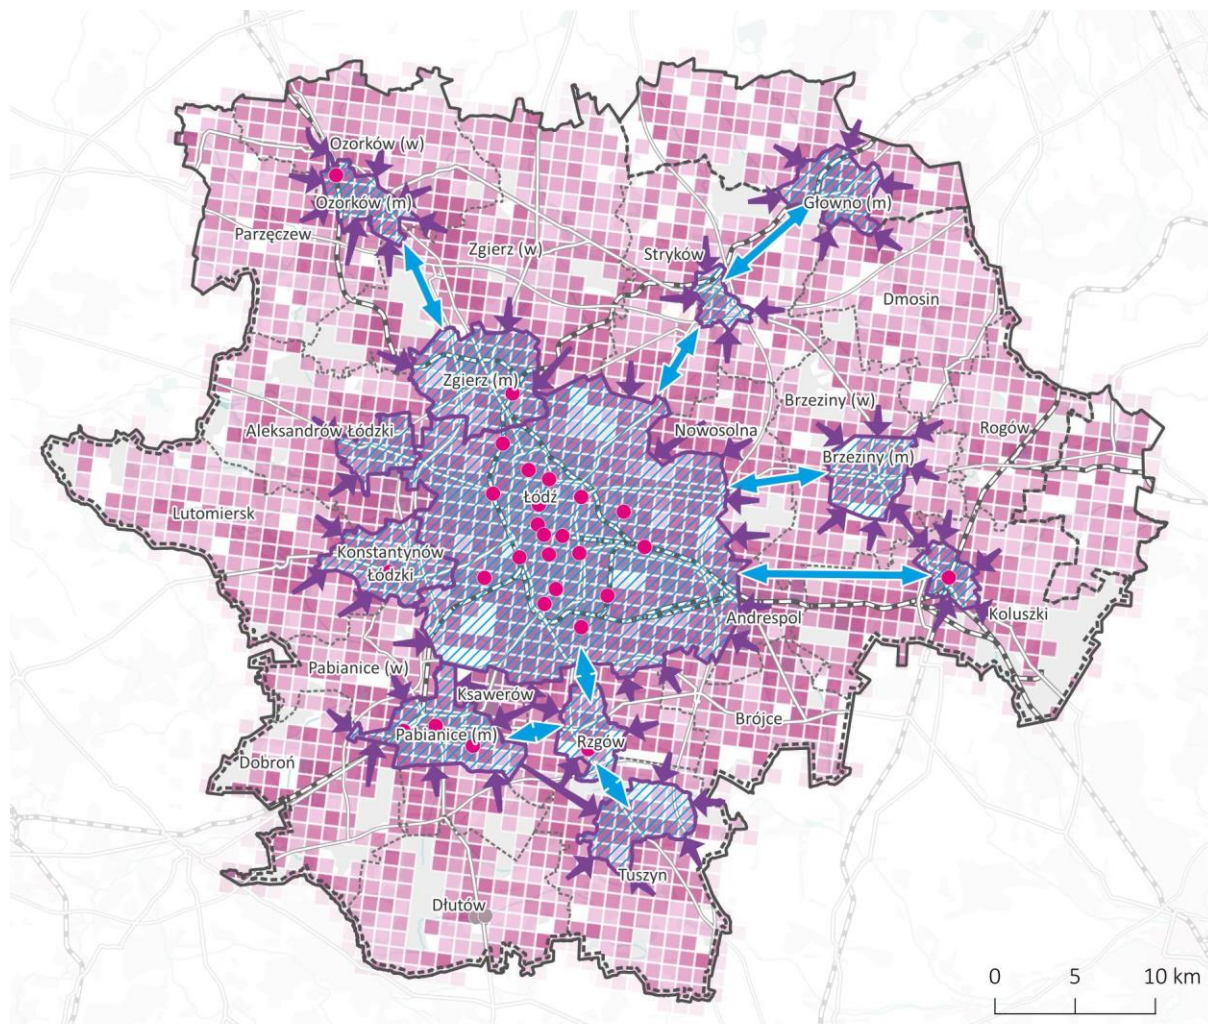 Ozorków (w)
Ozorków (m)
Głowno (m)
Parzęczew
Zgierz (w)
Stryków
Dmosin
Zgierz (m)
Brzeziny (w)
Aleksandrów Łódzki
Nowosolna
Rogów
Brzeziny (m)
Łódź
Lutomiersk
Konstantynów
Łódzki
Andrespol
Koluszki
Pabianice (w)
Ksawerów
Brójce
Pabianice (m)
Rzgów
Dobroń
Tuszyn
Dłutów
0 5 10 km